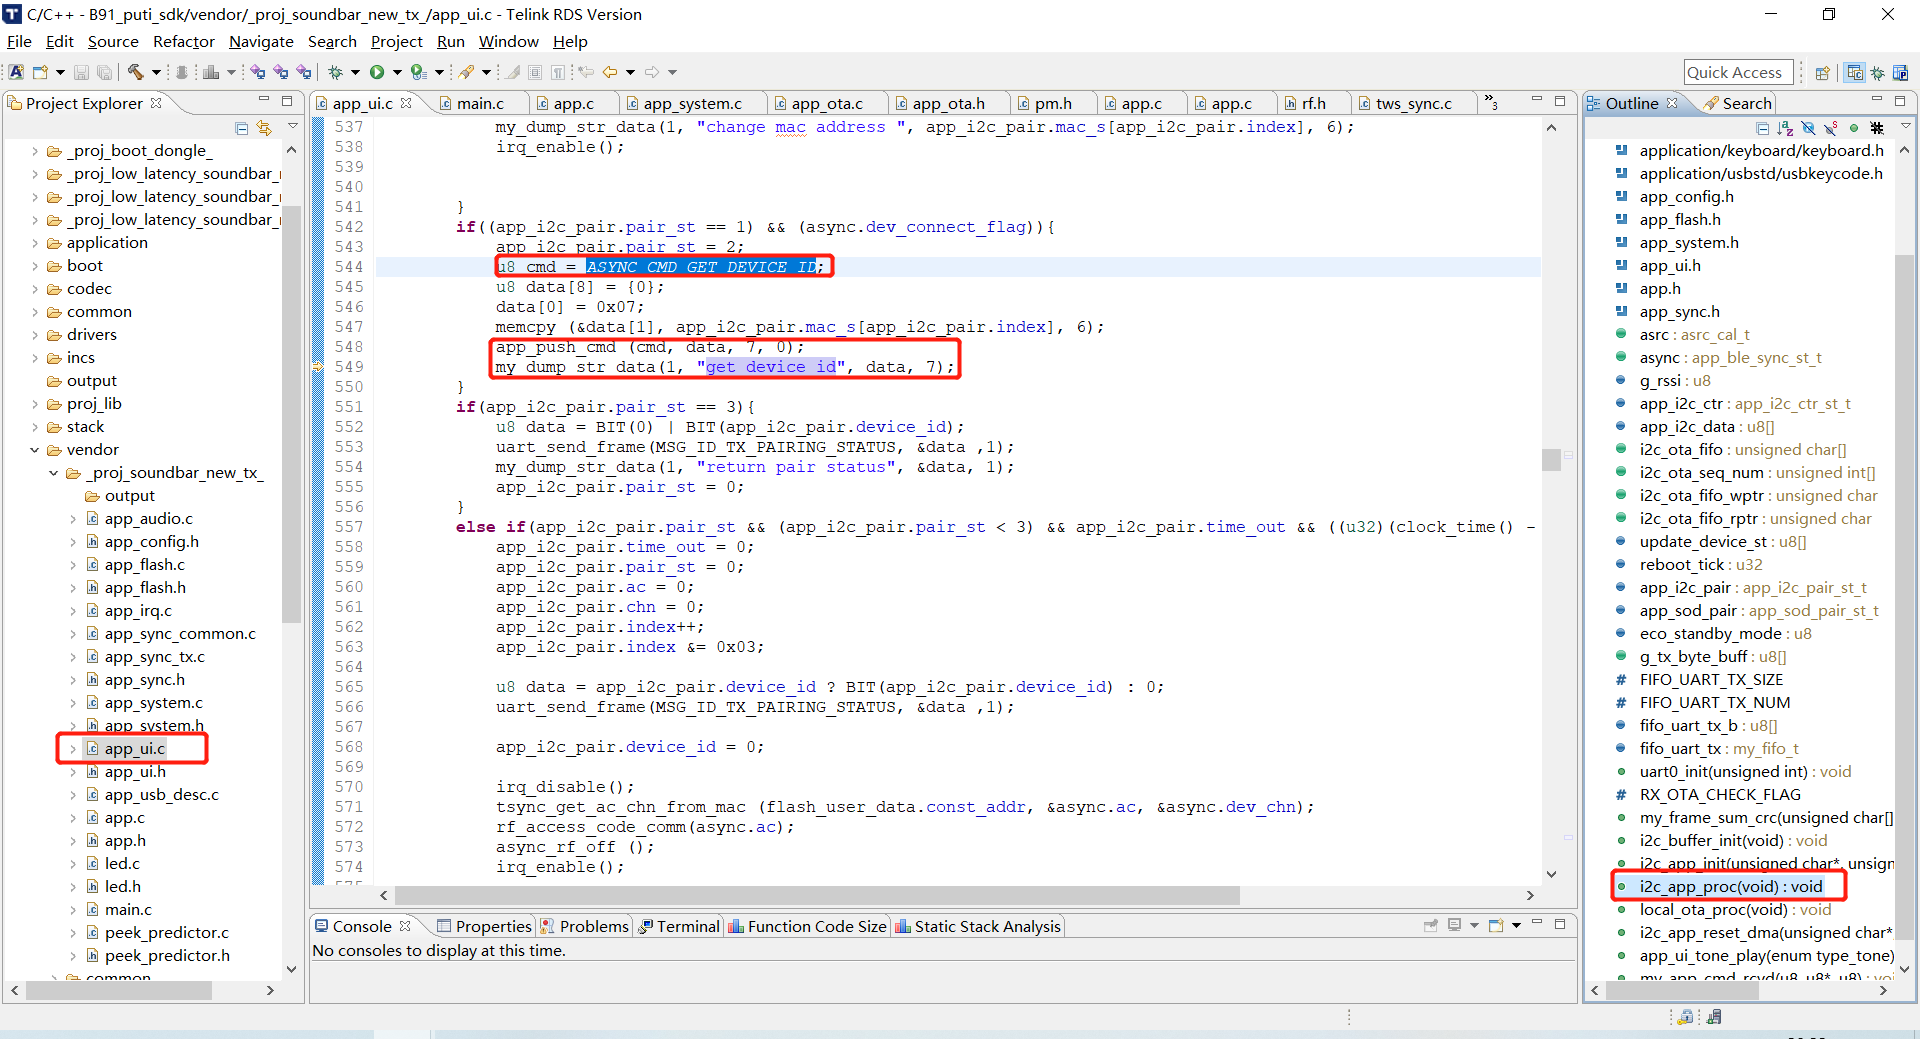 C/C++ - B91_puti_sdk/vendor/_proj_soundbar_new_tx_/app_ui.c - Telink RDS Version
File Edit Source Refactor Navigate Search Project Run Window Help
Quick Access
Project Explorer
_proj_boot_dongle_
_proj_low_latency_soundbar_
_proj_low_latency_soundbar_
_proj_low_latency_soundbar_
application
boot
codec
common
drivers
incs
output
proj_lib
stack
vendor
_proj_soundbar_new_tx_
output
app_audio.c
app_config.h
app_flash.c
app_flash.h
app_irq.c
app_sync_common.c
app_sync_tx.c
app_sync.h
app_system.c
app_system.h
app_ui.c
app_ui.h
app_usb_desc.c
app.c
app.h
led.c
led.h
main.c
peek_predictor.c
peek_predictor.h
common
app_ui.c main.c app.c app_system.c app_ota.c app_ota.h pm.h app.c app.c rf.h tws_sync.c »3
537 my_dump_str_data(1, "change mac address ", app_i2c_pair.mac_s[app_i2c_pair.index], 6);
538 irq_enable();
539
540
541 }
542 if((app_i2c_pair.pair_st == 1) && (async.dev_connect_flag)){
543 app_i2c_pair.pair_st = 2;
544 u8 cmd = ASYNC_CMD_GET_DEVICE_ID;
545 u8 data[8] = {0};
546 data[0] = 0x07;
547 memcpy (&data[1], app_i2c_pair.mac_s[app_i2c_pair.index], 6);
548 app_push_cmd (cmd, data, 7, 0);
549 my_dump_str_data(1, "get device id", data, 7);
550 }
551 if(app_i2c_pair.pair_st == 3){
552 u8 data = BIT(0) | BIT(app_i2c_pair.device_id);
553 uart_send_frame(MSG_ID_TX_PAIRING_STATUS, &data ,1);
554 my_dump_str_data(1, "return pair status", &data, 1);
555 app_i2c_pair.pair_st = 0;
556 }
557 else if(app_i2c_pair.pair_st && (app_i2c_pair.pair_st < 3) && app_i2c_pair.time_out && ((u32)(clock_time() -
558 app_i2c_pair.time_out = 0;
559 app_i2c_pair.pair_st = 0;
560 app_i2c_pair.ac = 0;
561 app_i2c_pair.chn = 0;
562 app_i2c_pair.index++;
563 app_i2c_pair.index &= 0x03;
564
565 u8 data = app_i2c_pair.device_id ? BIT(app_i2c_pair.device_id) : 0;
566 uart_send_frame(MSG_ID_TX_PAIRING_STATUS, &data ,1);
567
568 app_i2c_pair.device_id = 0;
569
570 irq_disable();
571 tsync_get_ac_chn_from_mac (flash_user_data.const_addr, &async.ac, &async.dev_chn);
572 rf_access_code_comm(async.ac);
573 async_rf_off ();
574 irq_enable();
Console Properties Problems Terminal Function Code Size Static Stack Analysis
No consoles to display at this time.
Outline Search
application/keyboard/keyboard.h
application/usbstd/usbkeycode.h
app_config.h
app_flash.h
app_system.h
app_ui.h
app.h
app_sync.h
asrc : asrc_cal_t
async : app_ble_sync_st_t
g_rssi : u8
app_i2c_ctr : app_i2c_ctr_st_t
app_i2c_data : u8[]
i2c_ota_fifo : unsigned char[]
i2c_ota_seq_num : unsigned int[]
i2c_ota_fifo_wptr : unsigned char
i2c_ota_fifo_rptr : unsigned char
update_device_st : u8[]
reboot_tick : u32
app_i2c_pair : app_i2c_pair_st_t
app_sod_pair : app_sod_pair_st_t
eco_standby_mode : u8
g_tx_byte_buff : u8[]
FIFO_UART_TX_SIZE
FIFO_UART_TX_NUM
fifo_uart_tx_b : u8[]
fifo_uart_tx : my_fifo_t
uart0_init(unsigned int) : void
RX_OTA_CHECK_FLAG
my_frame_sum_crc(unsigned char[]
i2c_buffer_init(void) : void
i2c_app_init(unsigned char*, unsign
i2c_app_proc(void) : void
local_ota_proc(void) : void
i2c_app_reset_dma(unsigned char*
app_ui_tone_play(enum type_tone)
my_app_cmd_rcvd(u8, u8*, u8) : voi